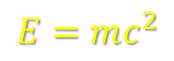 E = mc²